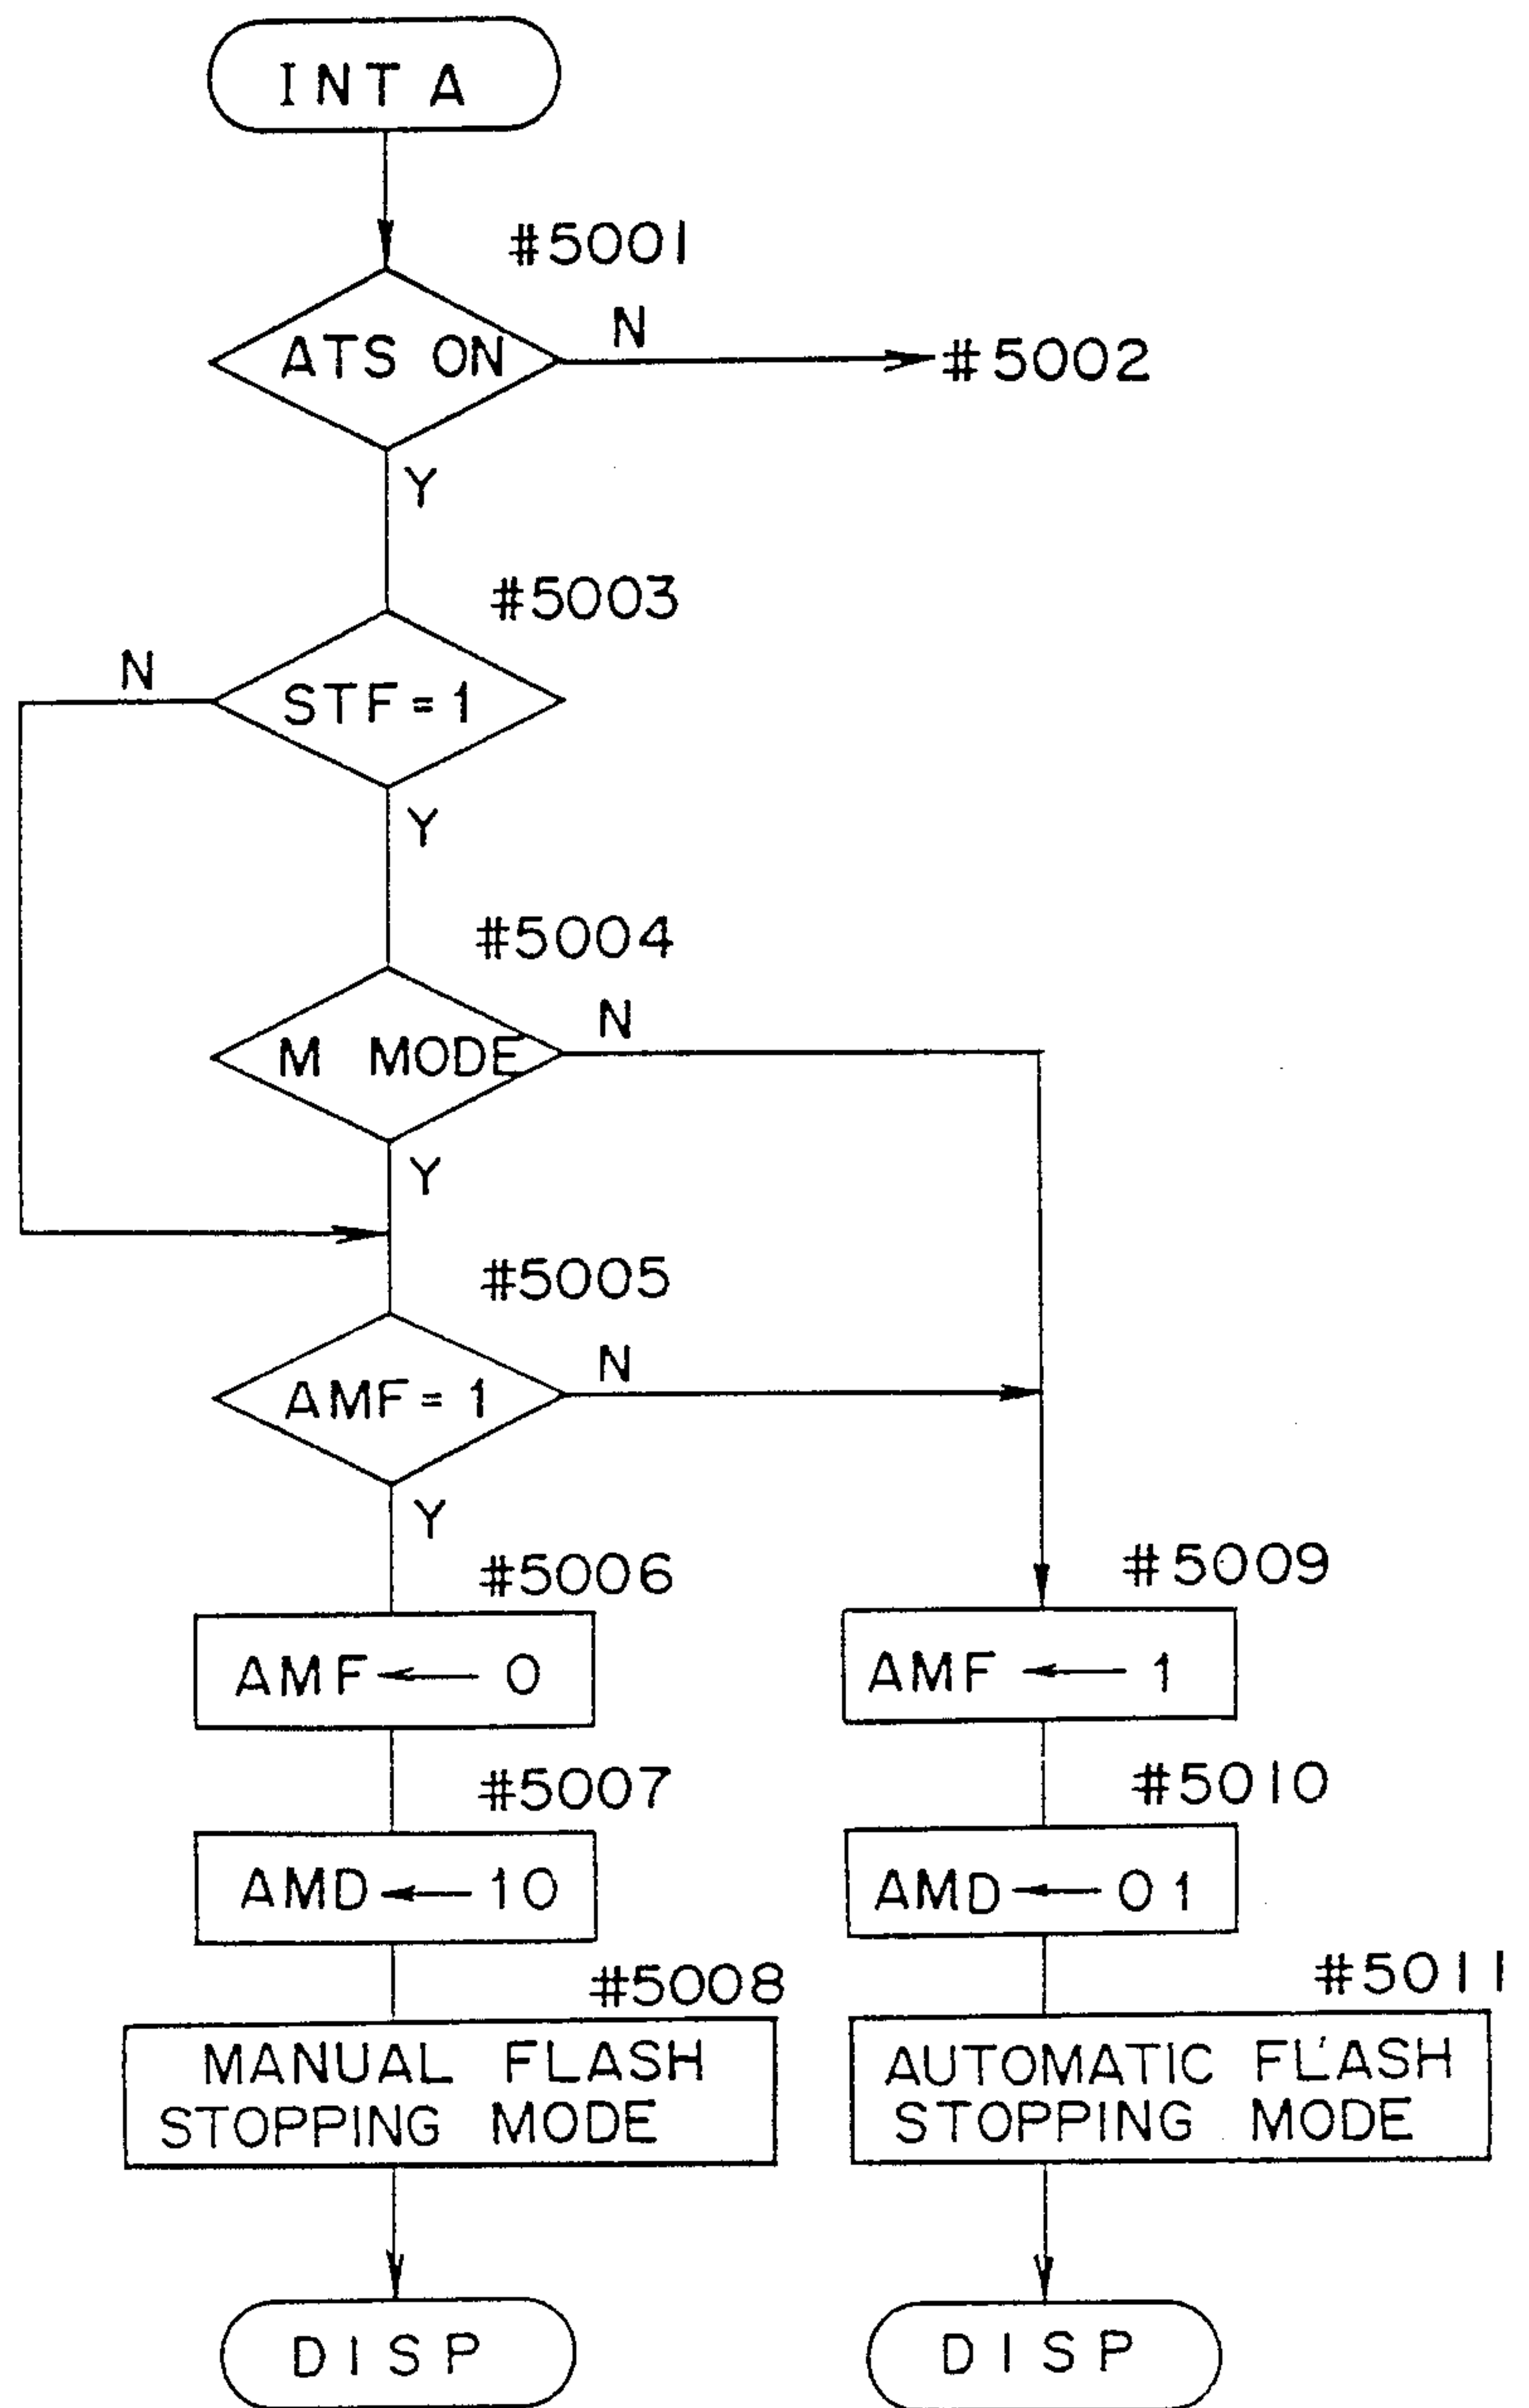 INT A
#5001
ATS ON
N
#5002
Y
#5003
N
STF=1
Y
#5004
M MODE
N
Y
#5005
AMF=1
N
Y
#5006
AMF ← 0
#5009
AMF ← 1
#5007
AMD ← 10
#5010
AMD ← 01
#5008
MANUAL FLASH
STOPPING MODE
#5011
AUTOMATIC FLASH
STOPPING MODE
DISP
DISP